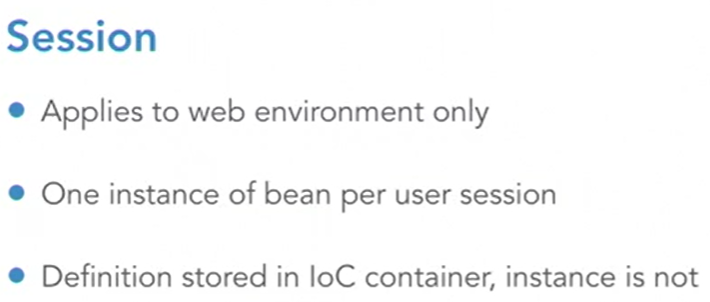 Session
• Applies to web environment only
• One instance of bean per user session
• Definition stored in IoC container, instance is not